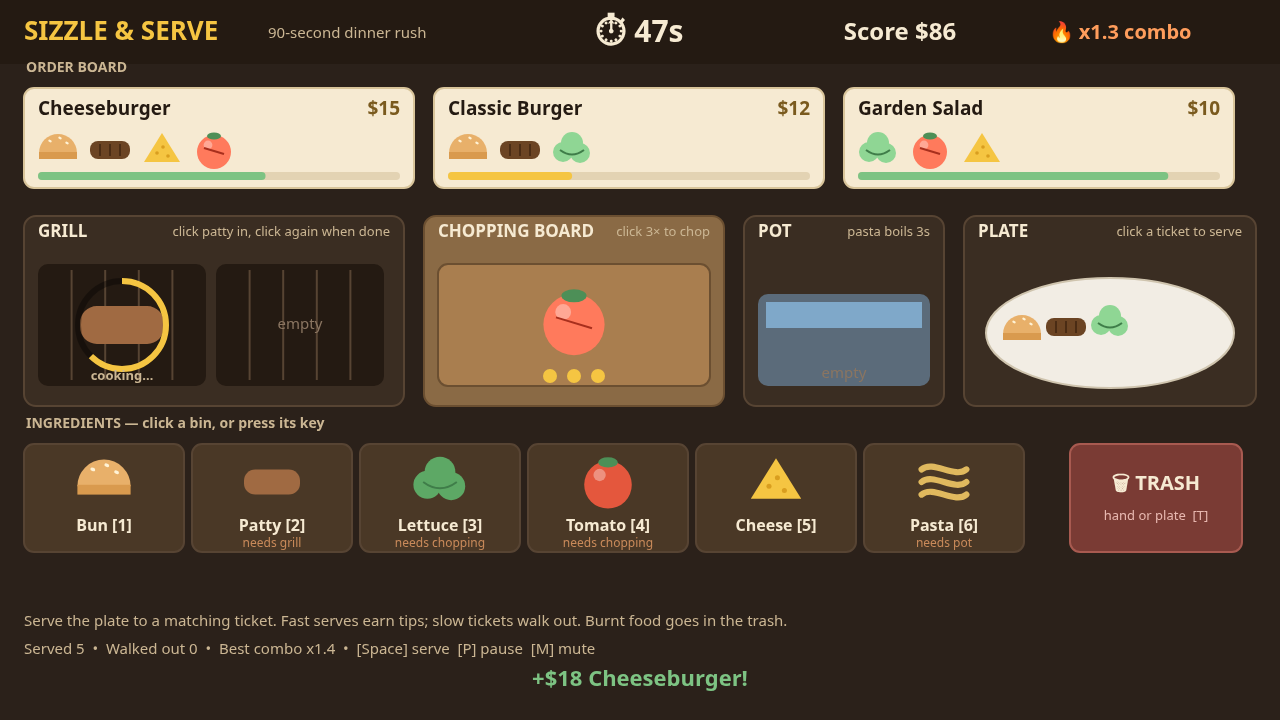 SIZZLE & SERVE
90-second dinner rush
47s
Score $86
x1.3 combo
ORDER BOARD
Cheeseburger
$15
Classic Burger
$12
Garden Salad
$10
GRILL
click patty in, click again when done
CHOPPING BOARD
click 3× to chop
POT
pasta boils 3s
PLATE
click a ticket to serve
cooking...
empty
empty
INGREDIENTS — click a bin, or press its key
Bun [1]
Patty [2]
needs grill
Lettuce [3]
needs chopping
Tomato [4]
needs chopping
Cheese [5]
Pasta [6]
needs pot
TRASH
hand or plate [T]
Serve the plate to a matching ticket. Fast serves earn tips; slow tickets walk out. Burnt food goes in the trash.
Served 5 • Walked out 0 • Best combo x1.4 • [Space] serve [P] pause [M] mute
+$18 Cheeseburger!